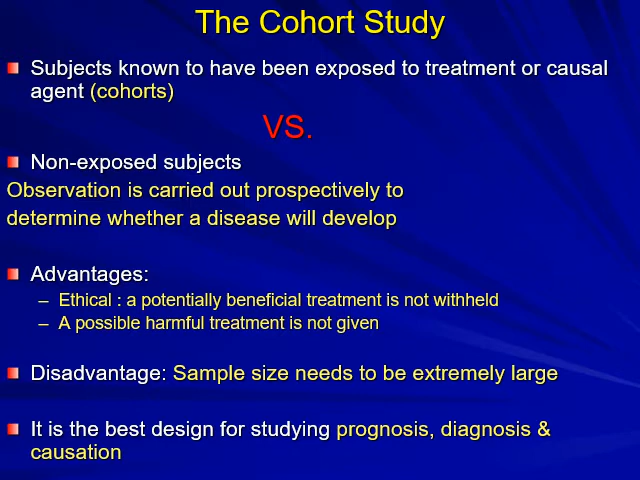 The Cohort Study
Subjects known to have been exposed to treatment or causal
agent (cohorts)
VS.
Non-exposed subjects
Observation is carried out prospectively to
determine whether a disease will develop
Advantages:
– Ethical : a potentially beneficial treatment is not withheld
– A possible harmful treatment is not given
Disadvantage: Sample size needs to be extremely large
It is the best design for studying prognosis, diagnosis &
causation